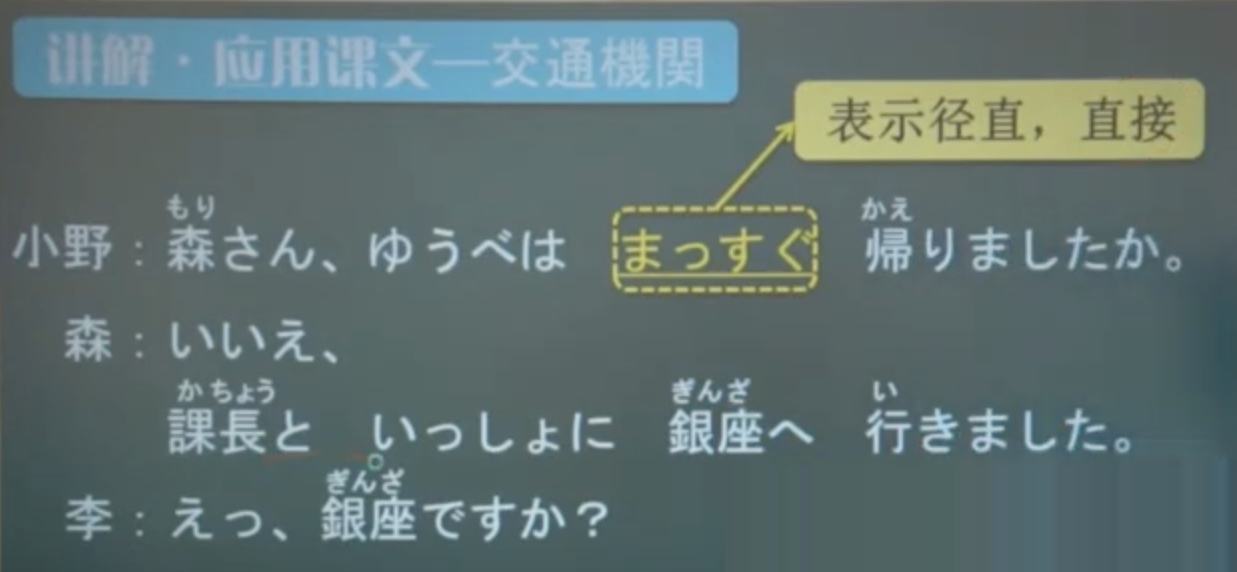 讲解・应用课文—交通機関
表示径直，直接
もり かえ
小野：森さん、ゆうべは まっすぐ 帰りましたか。
森：いいえ、
かちょう ぎんざ い
課長と いっしょに 銀座へ 行きました。
ぎんざ
李：えっ、銀座ですか？